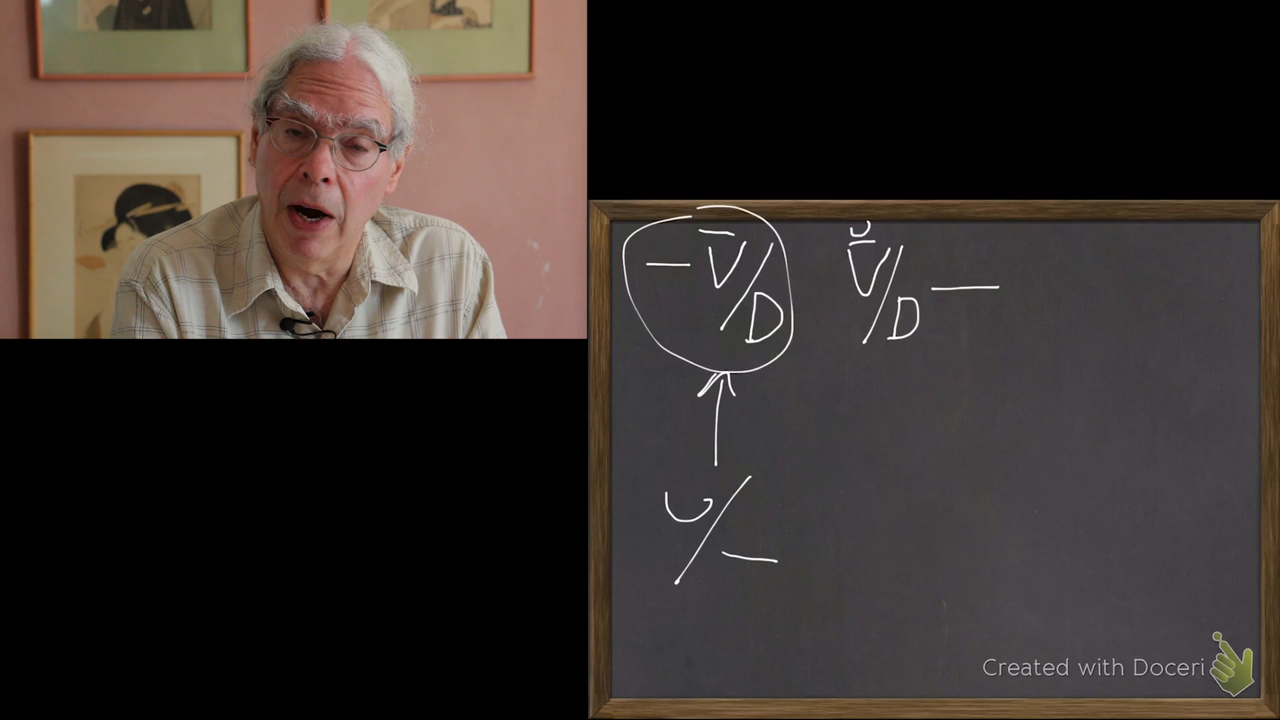 — V̄/D V̄̆/D —
↑
∪/—
Created with Doceri